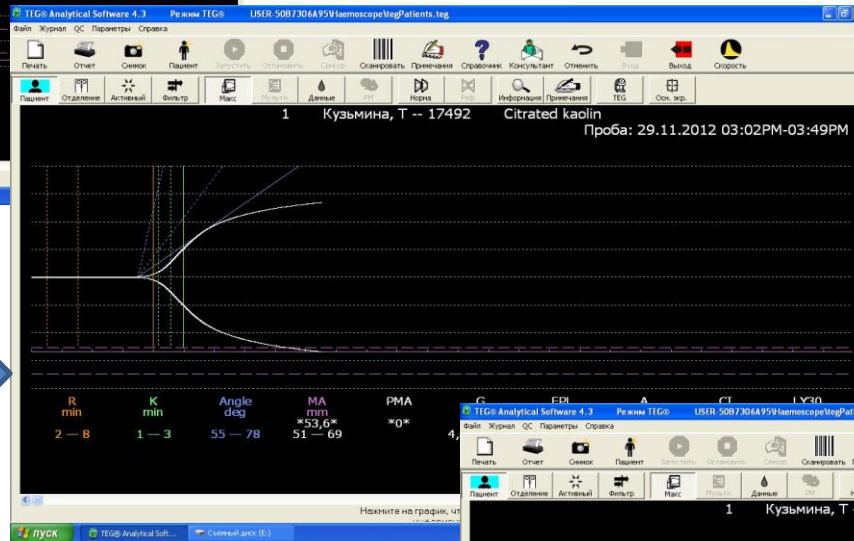 TEG® Analytical Software 4.3 Режим TEG® USER-50B7306A95\Haemoscope\tegPatients.teg
Файл Журнал QC Параметры Справка
Печать Отчет Снимок Пациент Запустить Остановить Сенсор Сканировать Примечания Справочник Консультант Отменить Вход Выход Скорость
Пациент Отделение Активный Фильтр Макс Мульти Данные PM Норма Реф Информация Примечания TEG Осн. экр.
1 Кузьмина, Т -- 17492 Citrated kaolin
Проба: 29.11.2012 03:02PM-03:49PM
R K Angle MA PMA G EPL A CI LY30
min min deg mm
*53,6* *0*
2 — 8 1 — 3 55 — 78 51 — 69 4,
Нажмите на график, чт
пуск TEG® Analytical Soft... Съемный диск (E:)
TEG® Analytical Software 4.3 Режим TEG® USER-50B7306A95\Haemoscope\tegPati
Файл Журнал QC Параметры Справка
Печать Отчет Снимок Пациент Запустить Остановить Сенсор Сканировать
Пациент Отделение Активный Фильтр Макс Мульти Данные PM
1 Кузьмина, Т